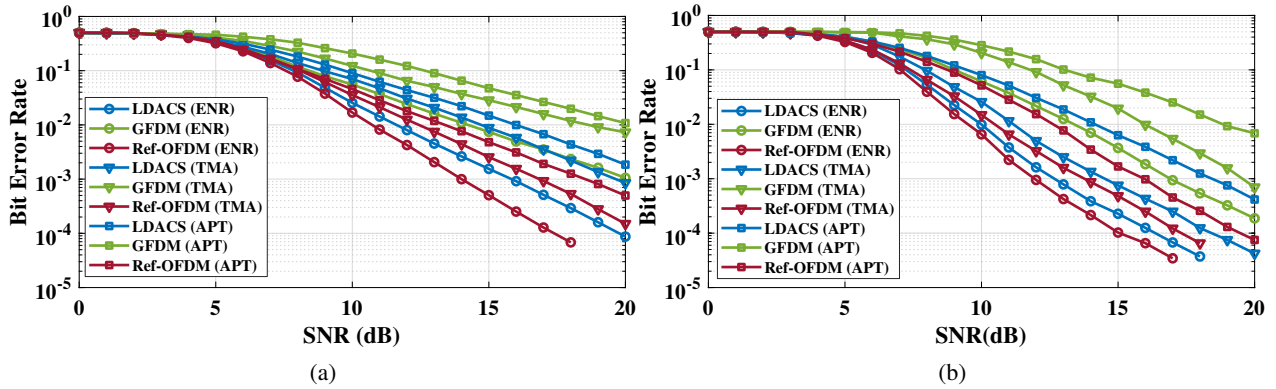 10^0
10^-1
10^-2
10^-3
10^-4
10^-5
Bit Error Rate
LDACS (ENR)
GFDM (ENR)
Ref-OFDM (ENR)
LDACS (TMA)
GFDM (TMA)
Ref-OFDM (TMA)
LDACS (APT)
GFDM (APT)
Ref-OFDM (APT)
0 5 10 15 20
SNR (dB)
(a)
10^0
10^-1
10^-2
10^-3
10^-4
10^-5
Bit Error Rate
LDACS (ENR)
GFDM (ENR)
Ref-OFDM (ENR)
LDACS (TMA)
GFDM (TMA)
Ref-OFDM (TMA)
LDACS (APT)
GFDM (APT)
Ref-OFDM (APT)
0 5 10 15 20
SNR(dB)
(b)